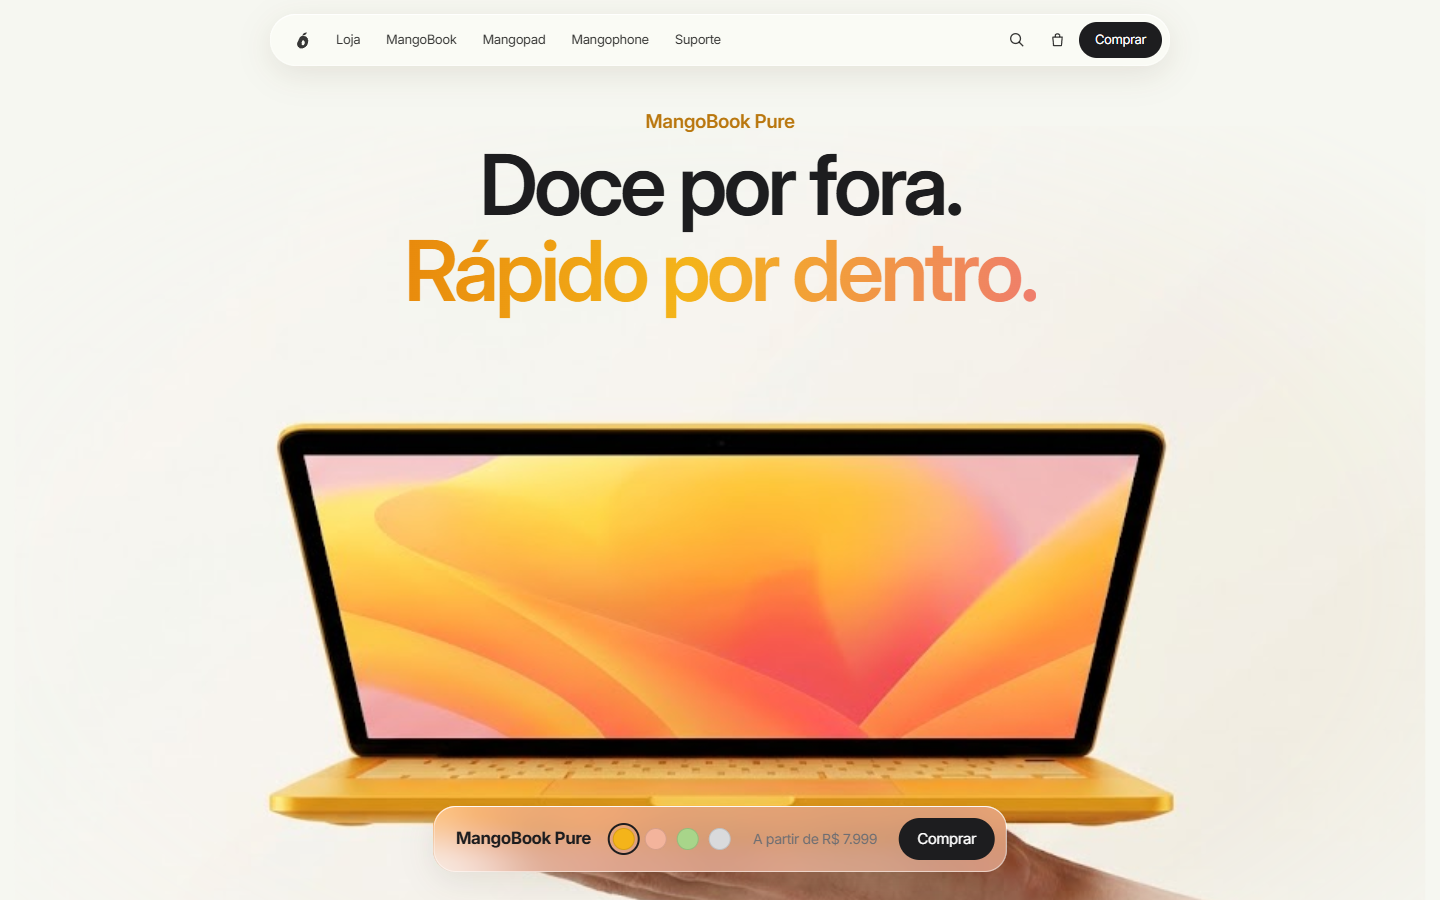 Loja MangoBook Mangopad Mangophone Suporte Comprar
MangoBook Pure
Doce por fora.
Rápido por dentro.
MangoBook Pure A partir de R$ 7.999 Comprar